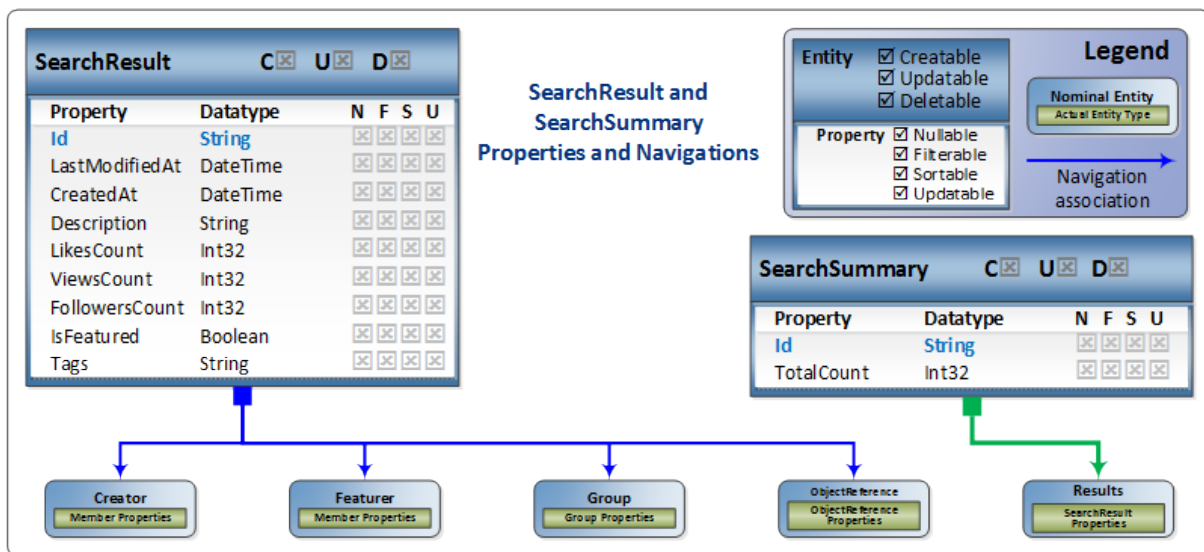 SearchResult C☒ U☒ D☒
Property Datatype N F S U
Id String ☒ ☒ ☒ ☒
LastModifiedAt DateTime ☒ ☒ ☒ ☒
CreatedAt DateTime ☒ ☒ ☒ ☒
Description String ☒ ☒ ☒ ☒
LikesCount Int32 ☒ ☒ ☒ ☒
ViewsCount Int32 ☒ ☒ ☒ ☒
FollowersCount Int32 ☒ ☒ ☒ ☒
IsFeatured Boolean ☒ ☒ ☒ ☒
Tags String ☒ ☒ ☒ ☒
SearchResult and
SearchSummary
Properties and Navigations
Legend
Entity ☑ Creatable
☑ Updatable
☑ Deletable
Property ☑ Nullable
☑ Filterable
☑ Sortable
☑ Updatable
Nominal Entity
Actual Entity Type
Navigation
association
SearchSummary C☒ U☒ D☒
Property Datatype N F S U
Id String ☒ ☒ ☒ ☒
TotalCount Int32 ☒ ☒ ☒ ☒
Creator
Member Properties
Featurer
Member Properties
Group
Group Properties
ObjectReference
ObjectReference
Properties
Results
SearchResult
Properties